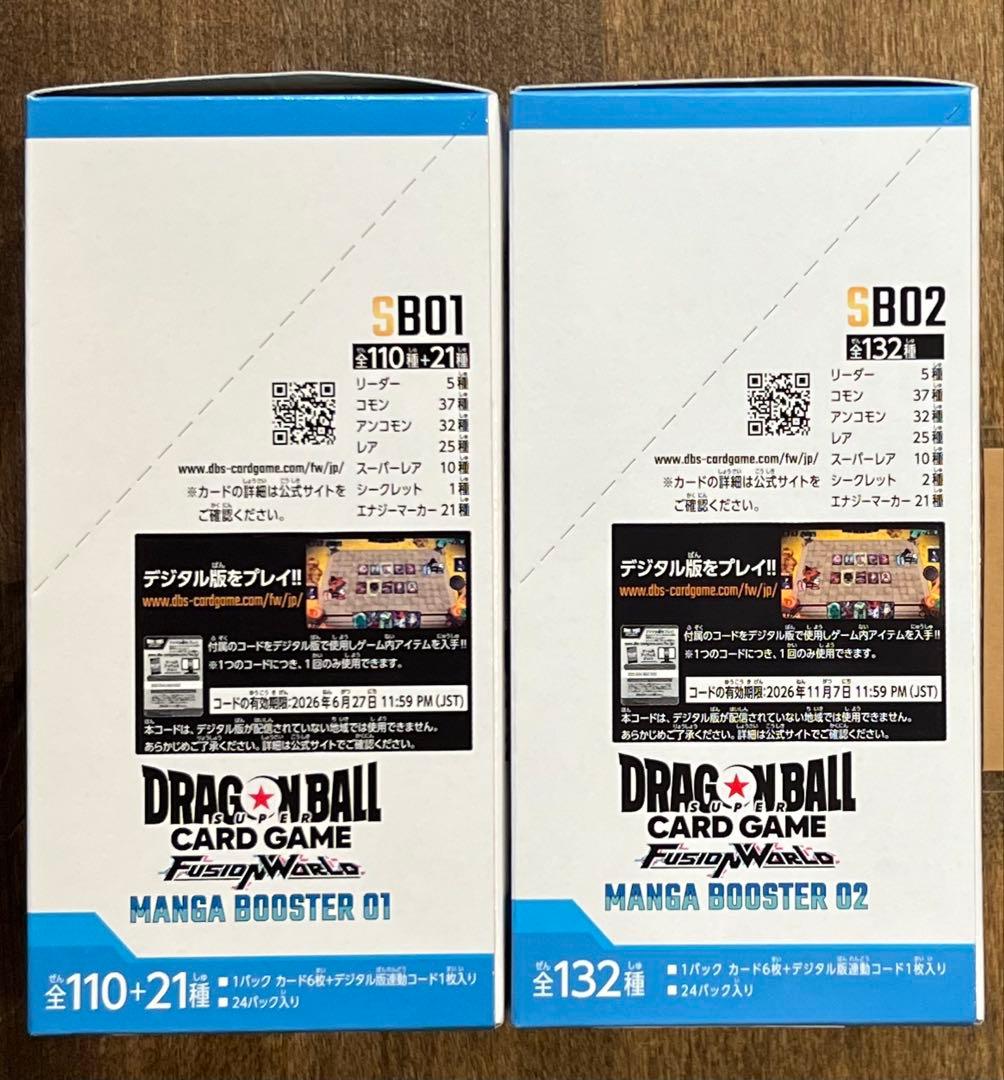 SB01
全110種+21種
リーダー 5種
コモン 37種
アンコモン 32種
レア 25種
スーパーレア 10種
シークレット 1種
エナジーマーカー 21種
www.dbs-cardgame.com/fw/jp/
※カードの詳細は公式サイトを
ご確認ください。
デジタル版をプレイ!!
www.dbs-cardgame.com/fw/jp/
付属のコードをデジタル版で使用しゲーム内アイテムを入手!!
※1つのコードにつき、1回のみ使用できます。
コードの有効期限:2026年6月27日 11:59 PM (JST)
本コードは、デジタル版が配信されていない地域では使用できません。
あらかじめご了承ください。詳細は公式サイトでご確認ください。
DRAGON BALL
SUPER
CARD GAME
FUSION WORLD
MANGA BOOSTER 01
全110+21種
■1パック カード6枚+デジタル版連動コード1枚入り
■24パック入り
SB02
全132種
リーダー 5種
コモン 37種
アンコモン 32種
レア 25種
スーパーレア 10種
シークレット 2種
エナジーマーカー 21種
www.dbs-cardgame.com/fw/jp/
※カードの詳細は公式サイトを
ご確認ください。
デジタル版をプレイ!!
www.dbs-cardgame.com/fw/jp/
付属のコードをデジタル版で使用しゲーム内アイテムを入手!!
※1つのコードにつき、1回のみ使用できます。
コードの有効期限:2026年11月7日 11:59 PM (JST)
本コードは、デジタル版が配信されていない地域では使用できません。
あらかじめご了承ください。詳細は公式サイトでご確認ください。
DRAGON BALL
SUPER
CARD GAME
FUSION WORLD
MANGA BOOSTER 02
全132種
■1パック カード6枚+デジタル版連動コード1枚入り
■24パック入り